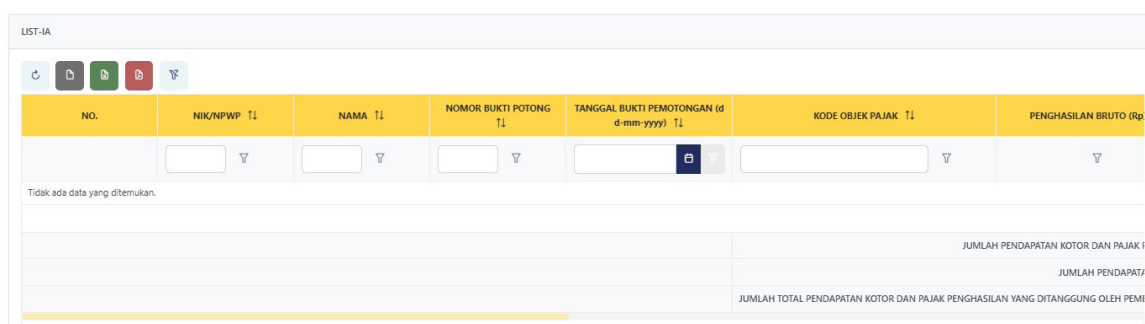 LIST-IA
NO.
NIK/NPWP
NAMA
NOMOR BUKTI POTONG
TANGGAL BUKTI PEMOTONGAN (d
d-mm-yyyy)
KODE OBJEK PAJAK
PENGHASILAN BRUTO (Rp
Tidak ada data yang ditemukan.
JUMLAH PENDAPATAN KOTOR DAN PAJAK
JUMLAH PENDAPATA
JUMLAH TOTAL PENDAPATAN KOTOR DAN PAJAK PENGHASILAN YANG DITANGGUNG OLEH PEME